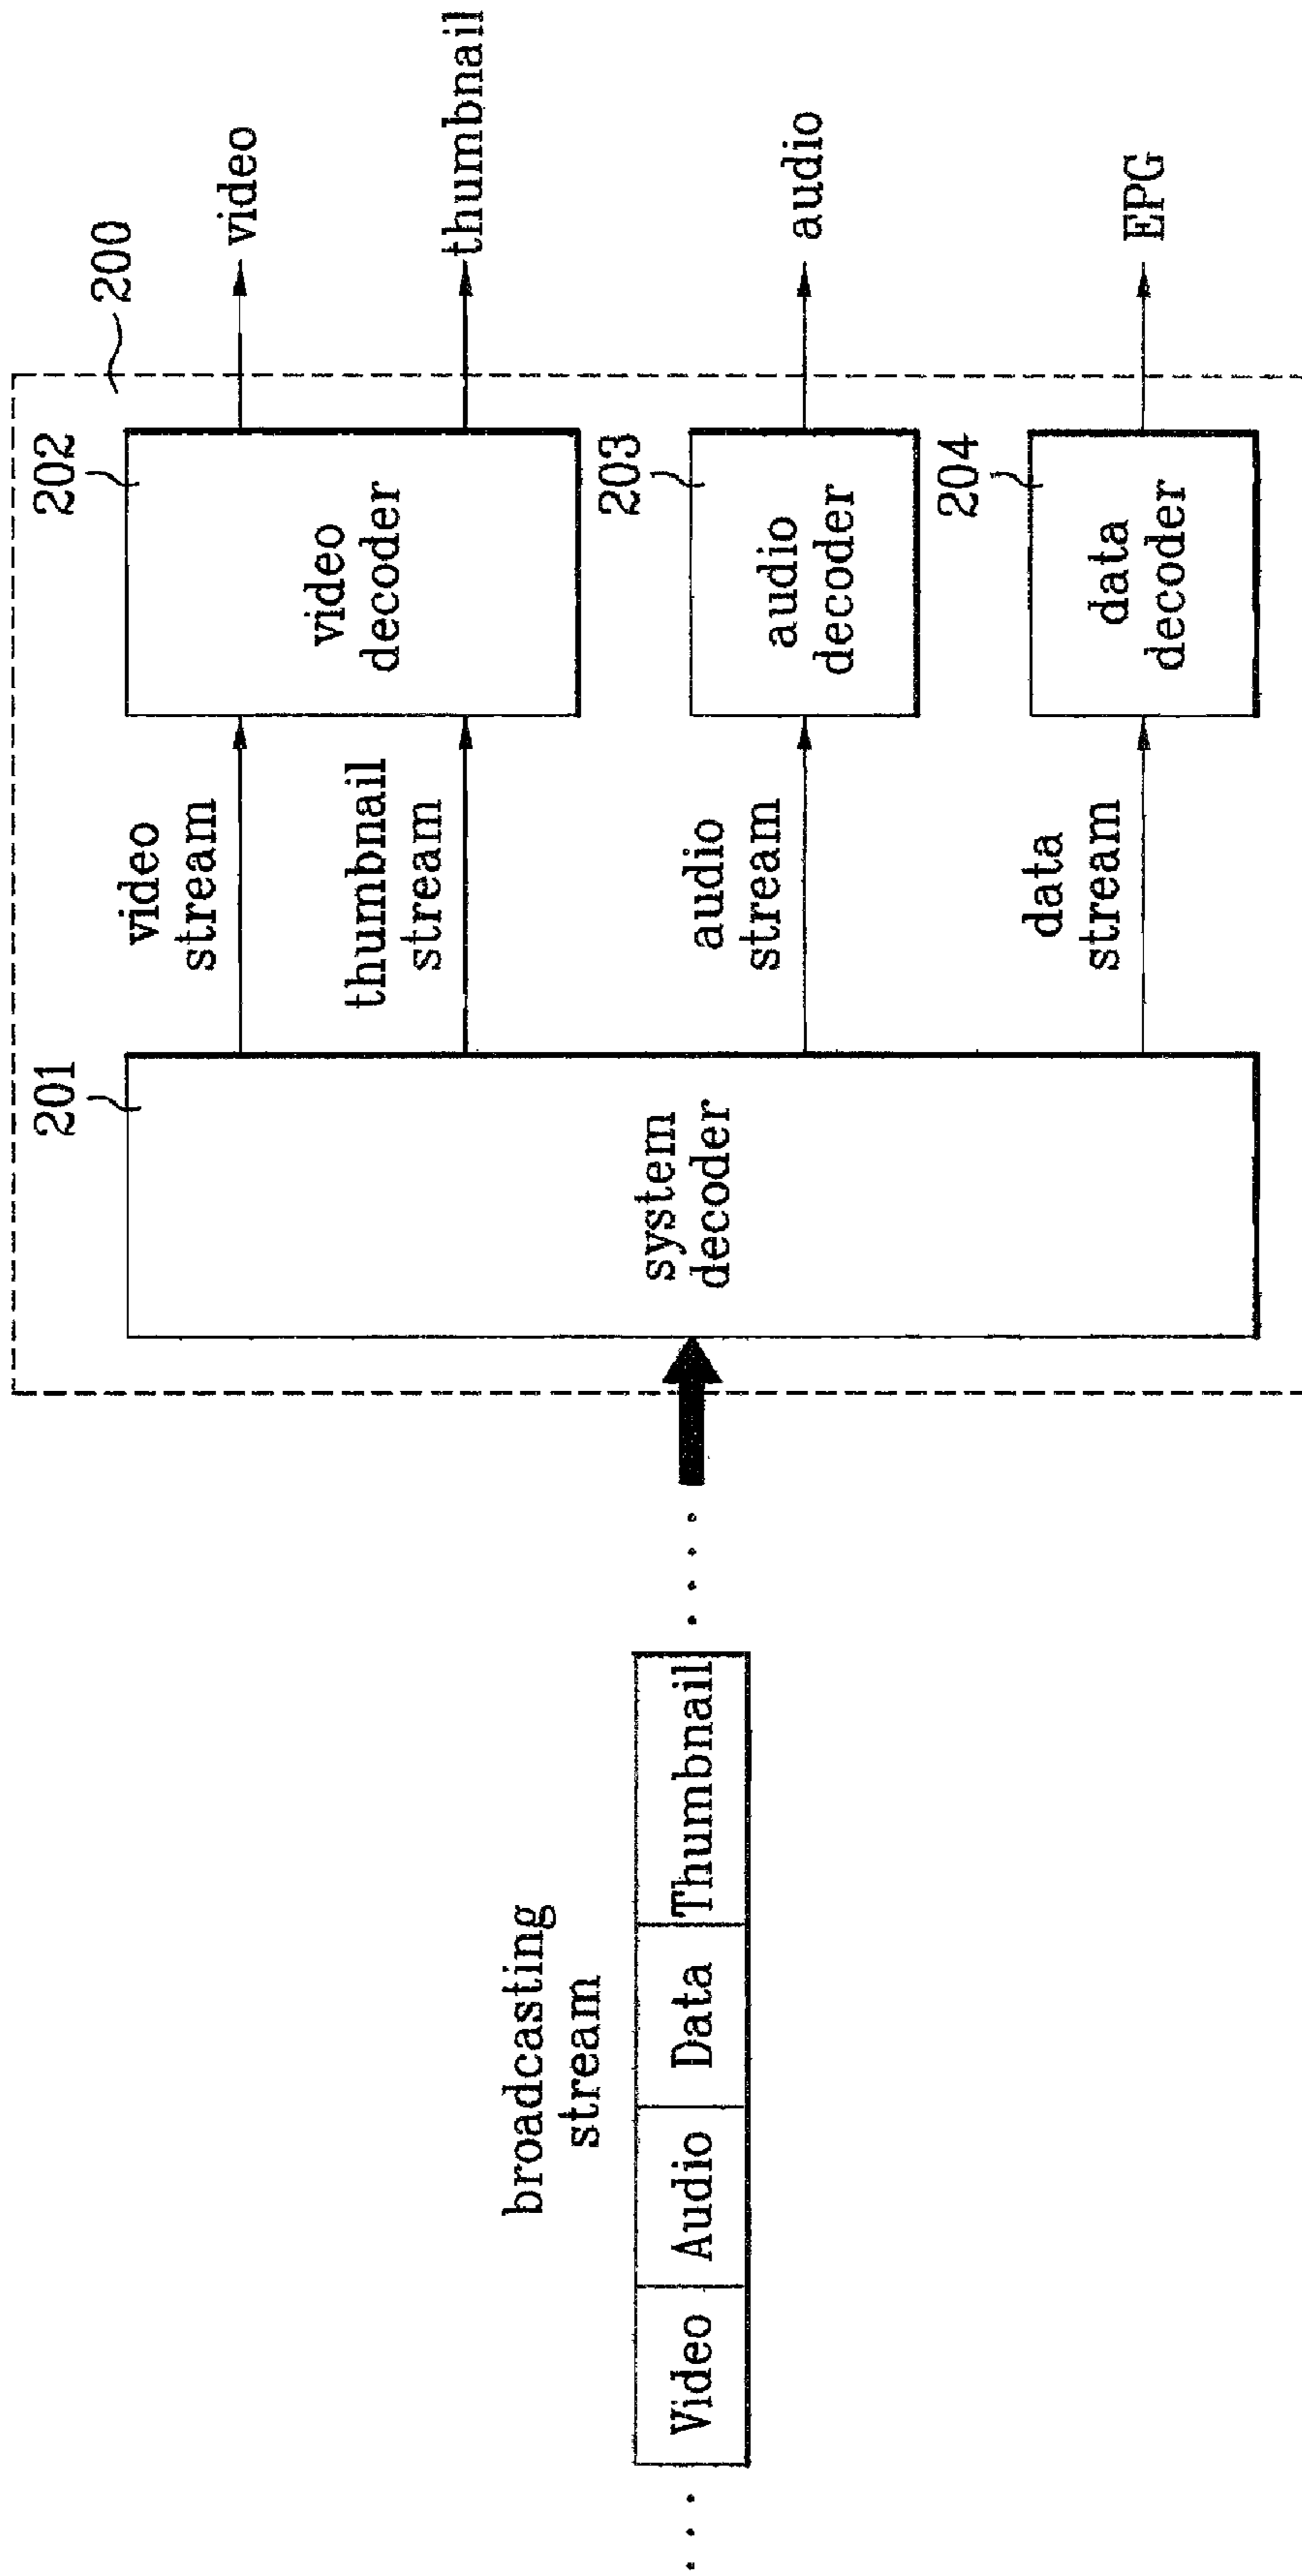 broadcasting
stream
Video Audio Data Thumbnail
200
201
system
decoder
video
stream
thumbnail
stream
audio
stream
data
stream
202
video
decoder
203
audio
decoder
204
data
decoder
video
thumbnail
audio
EPG